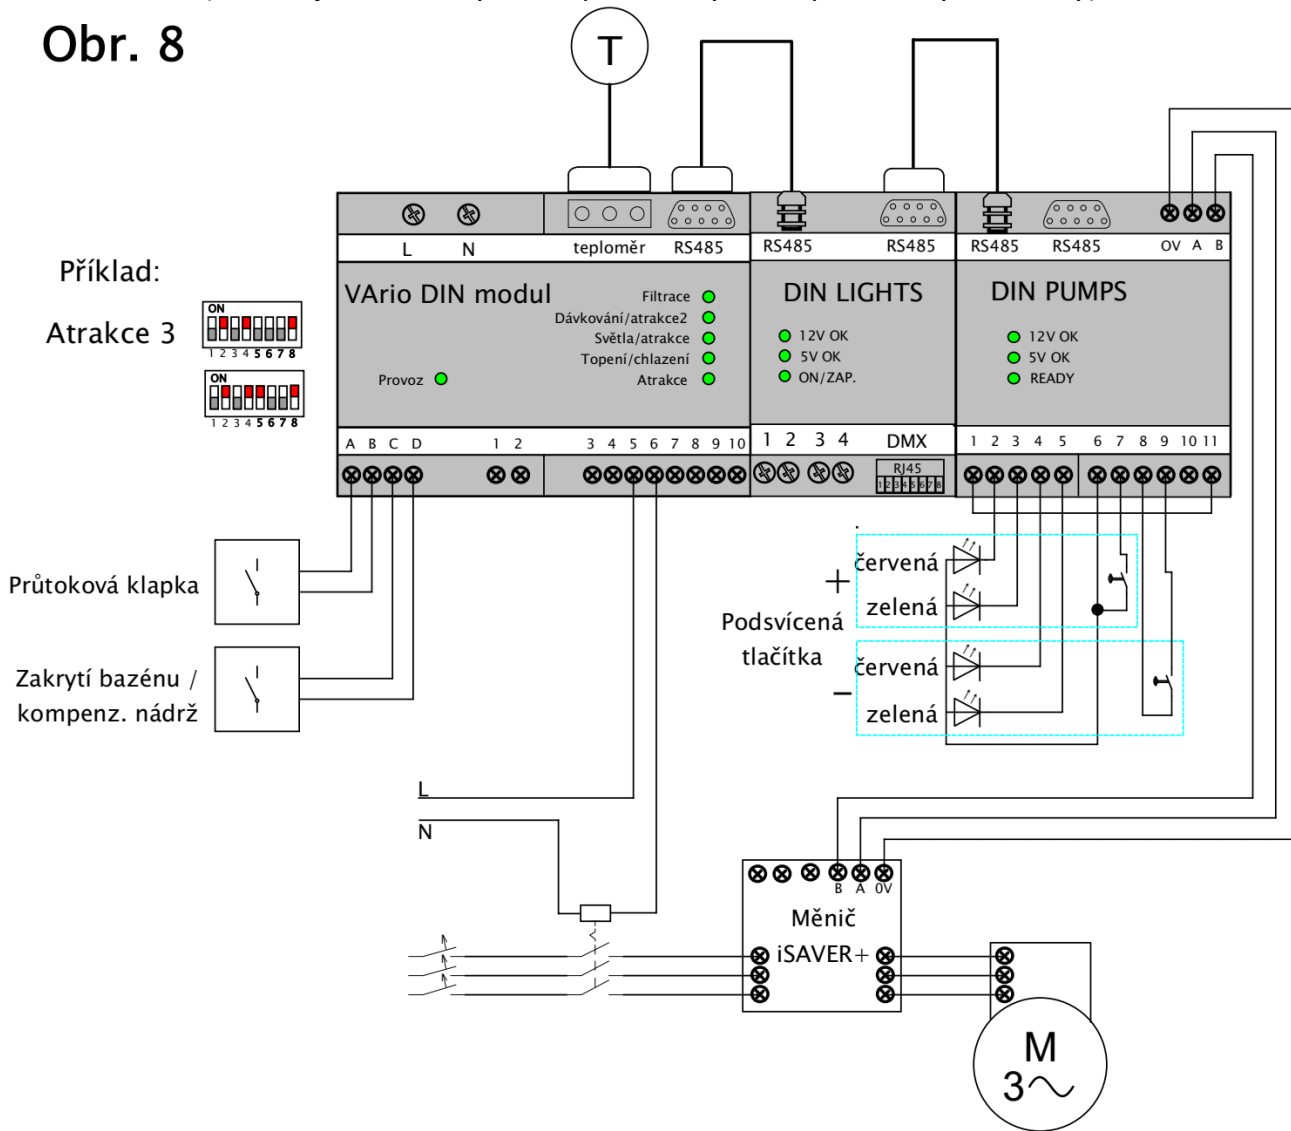 Obr. 8
T
L N teploměr RS485 RS485 RS485 RS485 RS485 OV A B
Příklad:
Atrakce 3
ON
1 2 3 4 5 6 7 8
ON
1 2 3 4 5 6 7 8
VArio DIN modul
Filtrace
Dávkování/atrakce2
Světla/atrakce
Topení/chlazení
Provoz
Atrakce
DIN LIGHTS
12V OK
5V OK
ON/ZAP.
DIN PUMPS
12V OK
5V OK
READY
A B C D 1 2 3 4 5 6 7 8 9 10
1 2 3 4 DMX
RJ45
1 2 3 4 5 6 7 8
1 2 3 4 5 6 7 8 9 10 11
Průtoková klapka
Zakrytí bazénu /
kompenz. nádrž
+
červená
zelená
Podsvícená
tlačítka
−
červená
zelená
L
N
B A 0V
Měnič
iSAVER+
M
3~